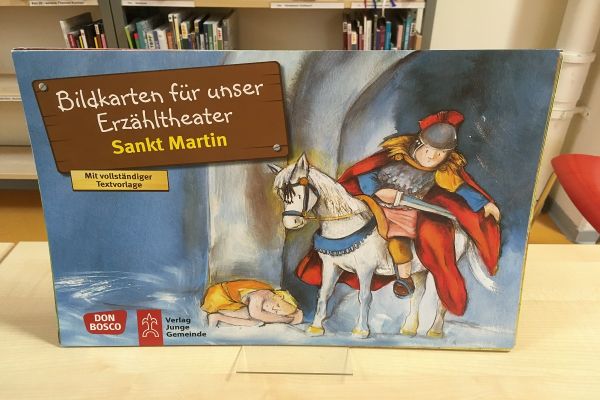 Bildkarten für unser
Erzähltheater
Sankt Martin
Mit vollständiger
Textvorlage
DON
BOSCO
Verlag
Junge
Gemeinde